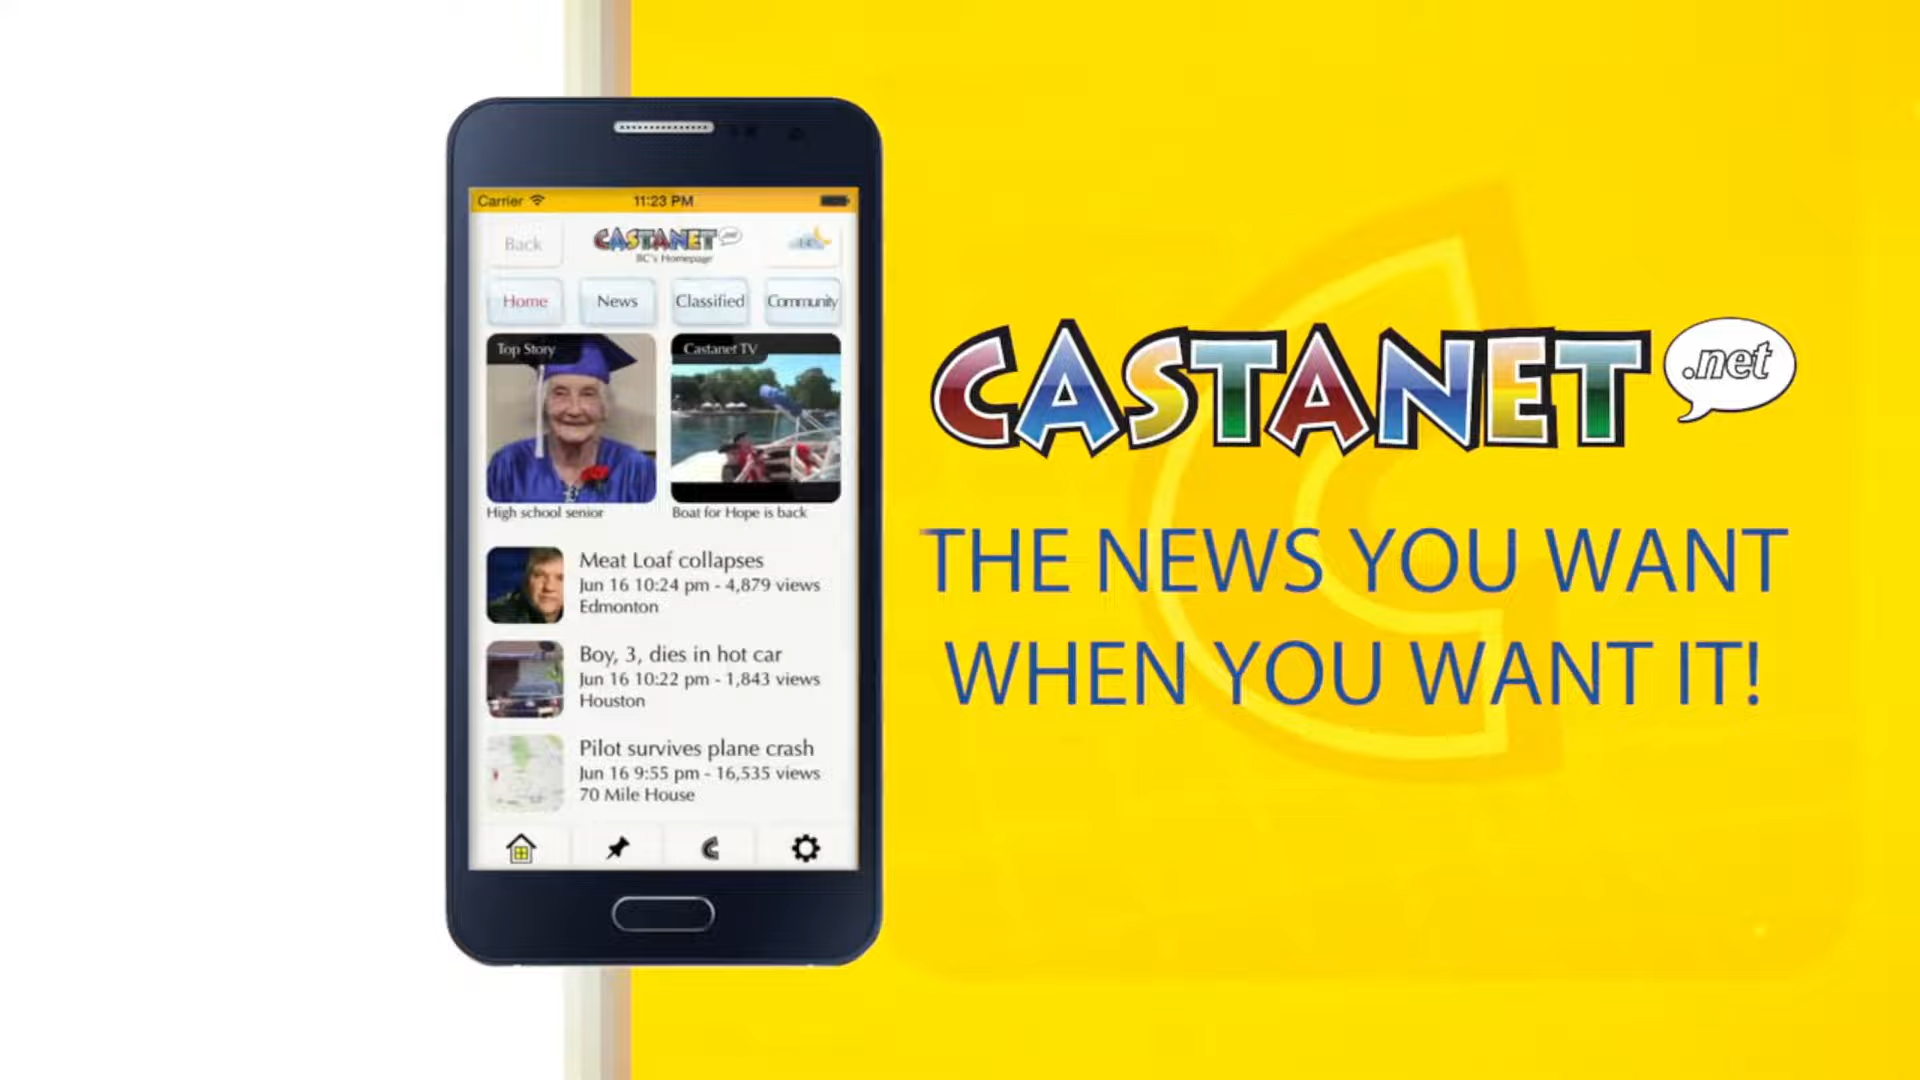 Carrier 11:23 PM
Back
CASTANET .net
BC's Homepage
14°
Home News Classified Community
Top Story
Castanet TV
High school senior
Boat for Hope is back
Meat Loaf collapses
Jun 16 10:24 pm - 4,879 views
Edmonton
Boy, 3, dies in hot car
Jun 16 10:22 pm - 1,843 views
Houston
Pilot survives plane crash
Jun 16 9:55 pm - 16,535 views
70 Mile House
CASTANET .net
THE NEWS YOU WANT
WHEN YOU WANT IT!